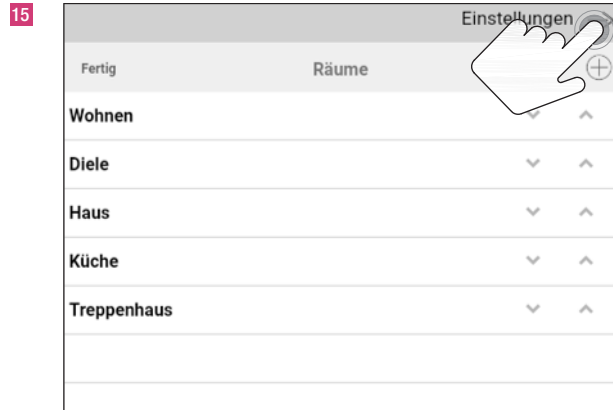 15
Einstellungen
Fertig Räume
Wohnen
Diele
Haus
Küche
Treppenhaus